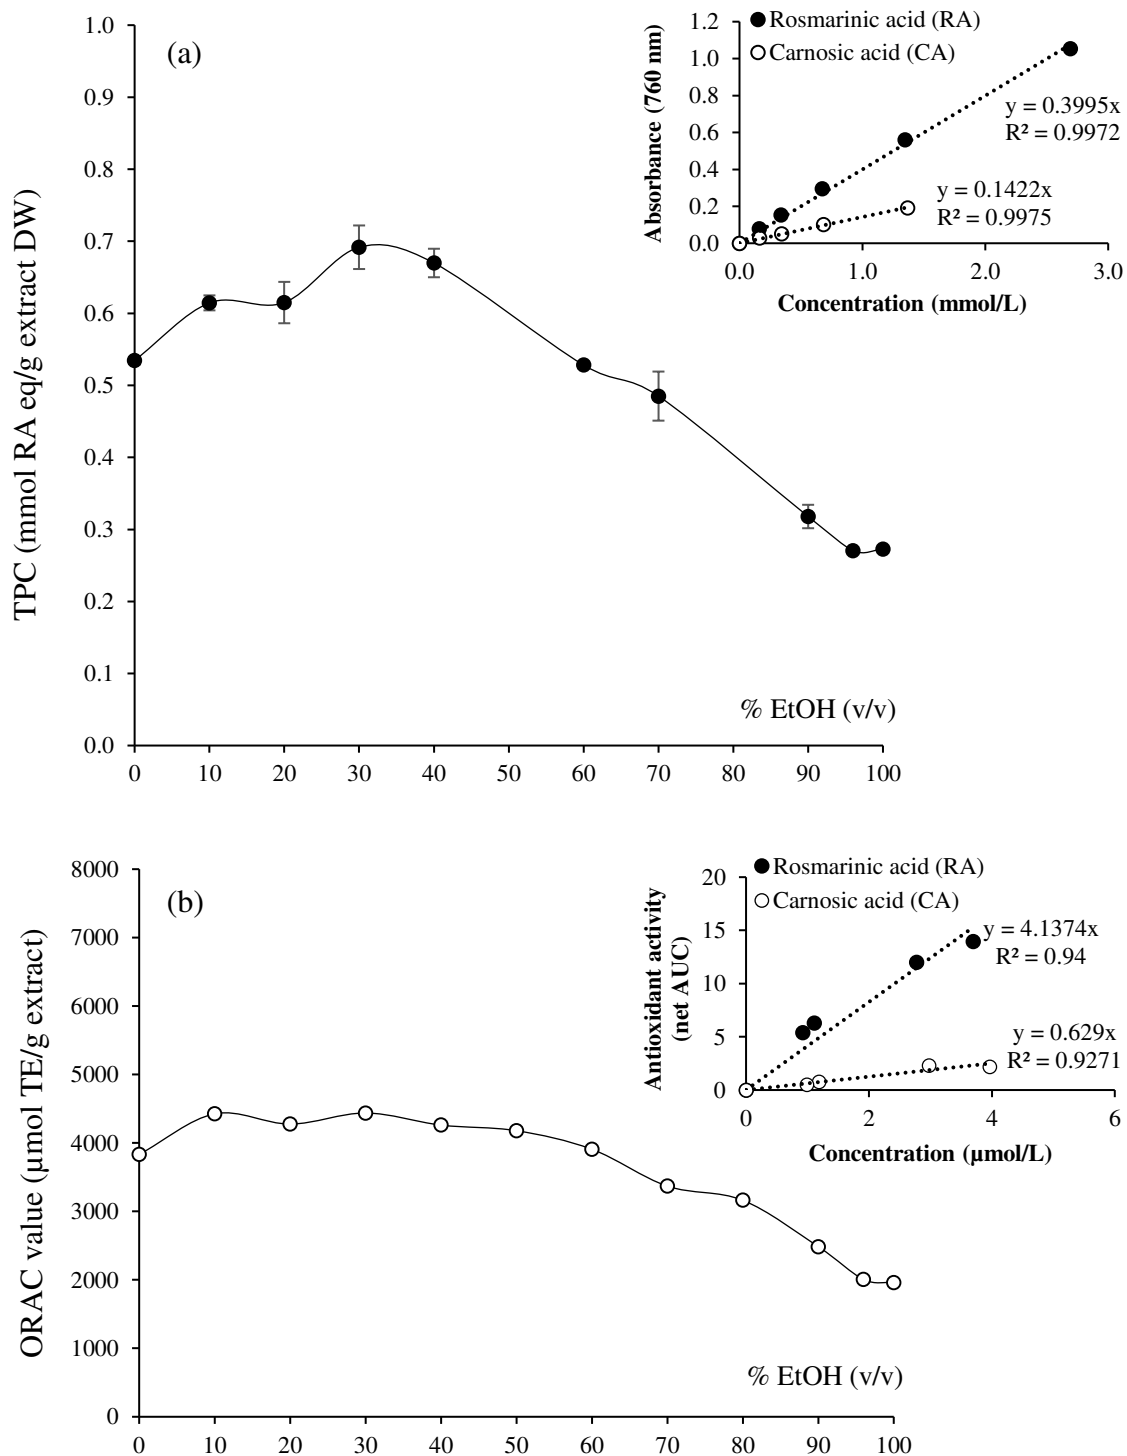 (a)
TPC (mmol RA eq/g extract DW)
1.0
0.9
0.8
0.7
0.6
0.5
0.4
0.3
0.2
0.1
0.0
0 10 20 30 40 50 60 70 80 90 100
% EtOH (v/v)
Rosmarinic acid (RA)
Carnosic acid (CA)
Absorbance (760 nm)
1.2
1.0
0.8
0.6
0.4
0.2
0.0
y = 0.3995x
R² = 0.9972
y = 0.1422x
R² = 0.9975
0.0 1.0 2.0 3.0
Concentration (mmol/L)
(b)
ORAC value (µmol TE/g extract)
8000
7000
6000
5000
4000
3000
2000
1000
0
0 10 20 30 40 50 60 70 80 90 100
% EtOH (v/v)
Rosmarinic acid (RA)
Carnosic acid (CA)
Antioxidant activity
(net AUC)
20
15
10
5
0
y = 4.1374x
R² = 0.94
y = 0.629x
R² = 0.9271
0 2 4 6
Concentration (µmol/L)